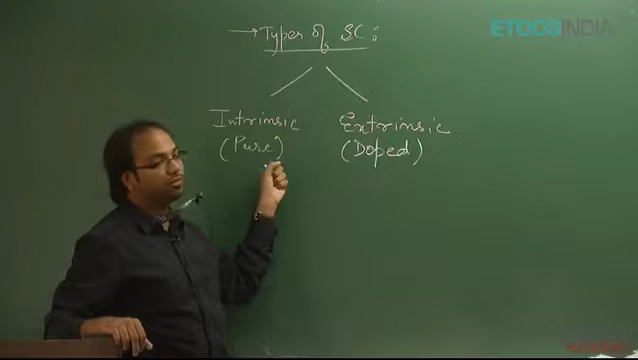 ETOOSINDIA
→ Types of SC :
Intrinsic Extrinsic
(Pure) (Doped)